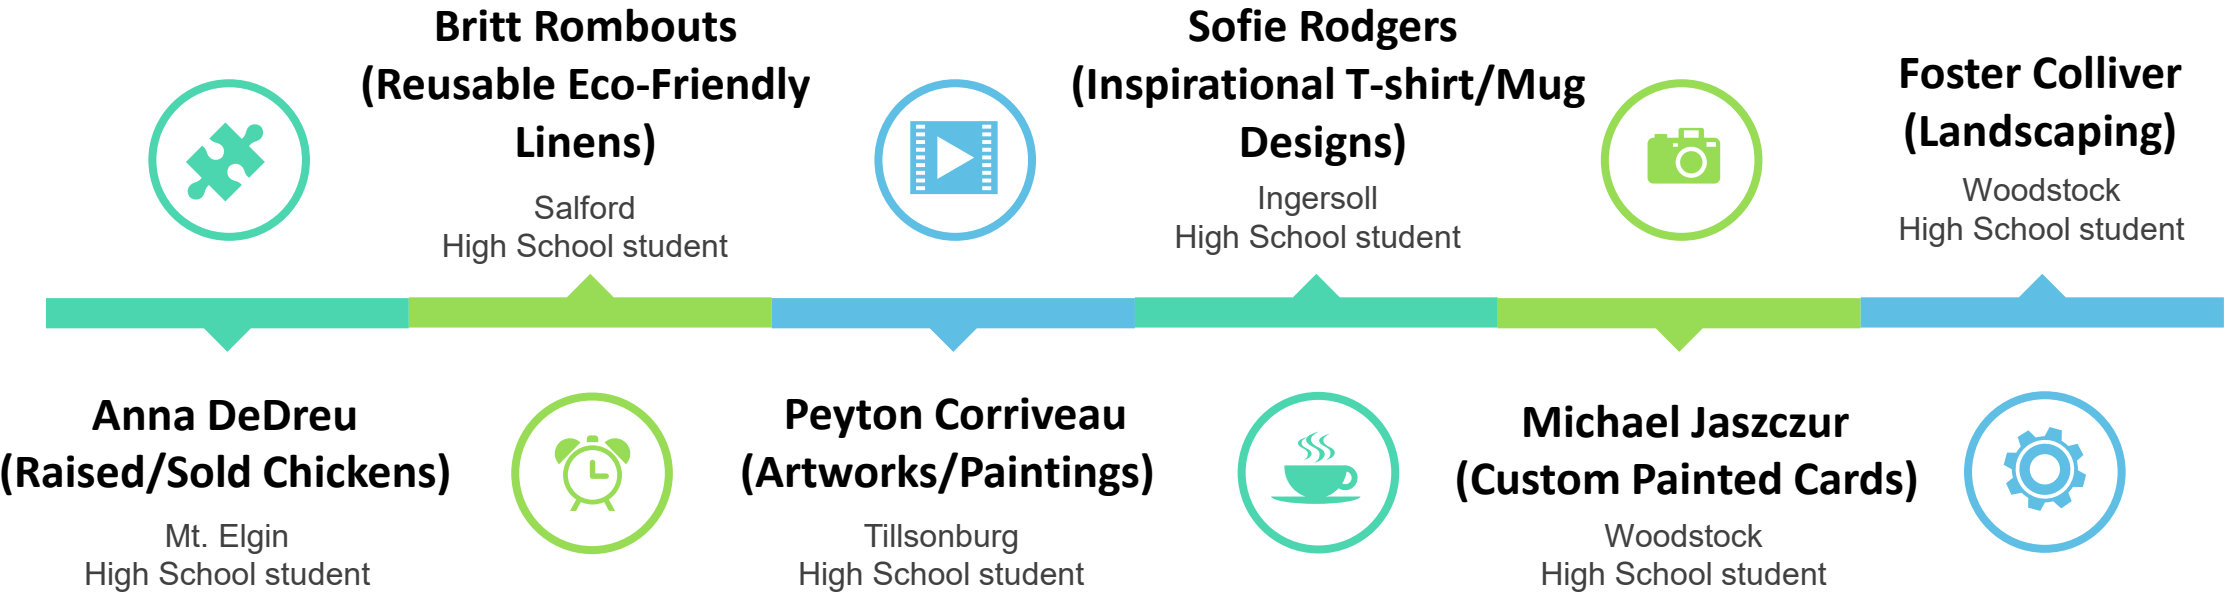 Britt Rombouts
(Reusable Eco-Friendly
Linens)
Salford
High School student
Sofie Rodgers
(Inspirational T-shirt/Mug
Designs)
Ingersoll
High School student
Foster Colliver
(Landscaping)
Woodstock
High School student
Anna DeDreu
(Raised/Sold Chickens)
Mt. Elgin
High School student
Peyton Corriveau
(Artworks/Paintings)
Tillsonburg
High School student
Michael Jaszczur
(Custom Painted Cards)
Woodstock
High School student